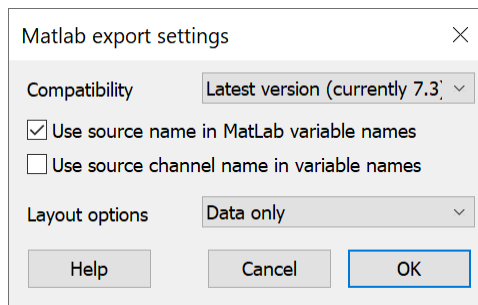 Matlab export settings
Compatibility Latest version (currently 7.3)
Use source name in MatLab variable names
Use source channel name in variable names
Layout options Data only
Help Cancel OK